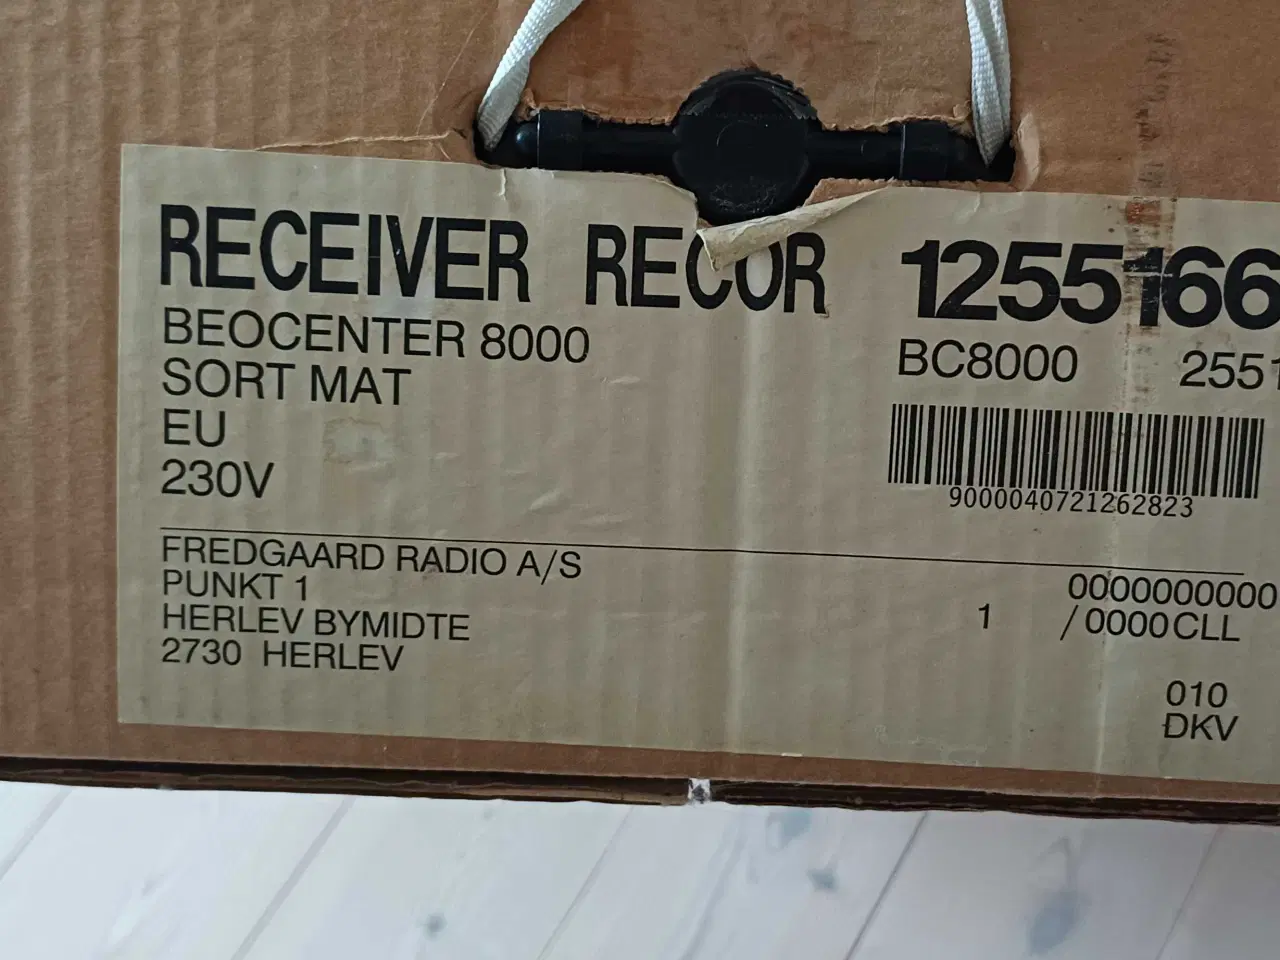 RECEIVER RECOR 1255166
BEOCENTER 8000 BC8000 2551
SORT MAT
EU
230V
9000040721262823
FREDGAARD RADIO A/S
PUNKT 1
HERLEV BYMIDTE
2730 HERLEV
0000000000
1 /0000CLL
010
DKV